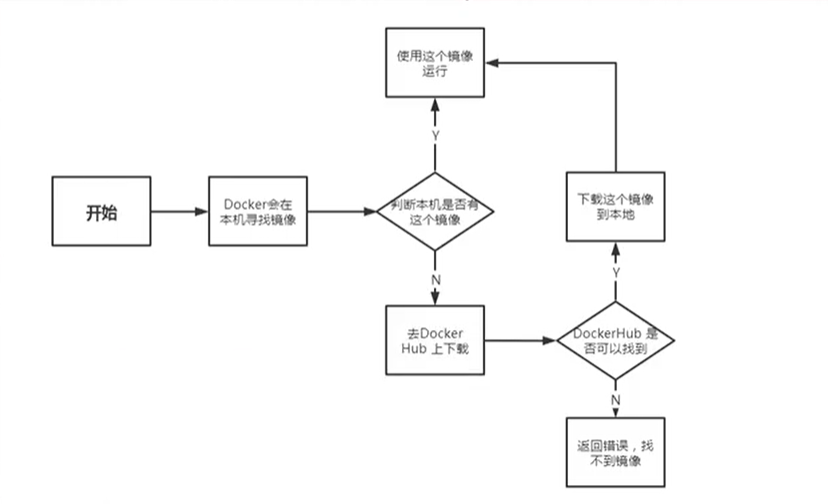 使用这个镜像
运行
Y
开始
Docker会在
本机寻找镜像
判断本机是否有
这个镜像
下载这个镜像
到本地
N
Y
去Docker
Hub 上下载
DockerHub 是
否可以找到
N
返回错误，找
不到镜像